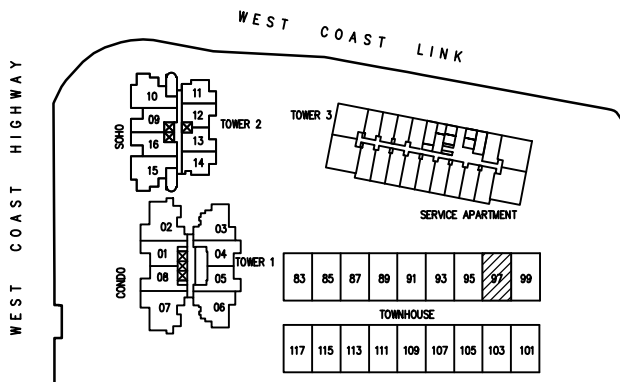 WEST COAST LINK
WEST COAST HIGHWAY
10
11
09
12
TOWER 2
SOHO
16
13
15
14
TOWER 3
SERVICE APARTMENT
02
03
01
04
TOWER 1
08
05
CONDO
07
06
83 85 87 89 91 93 95 97 99
TOWNHOUSE
117 115 113 111 109 107 105 103 101